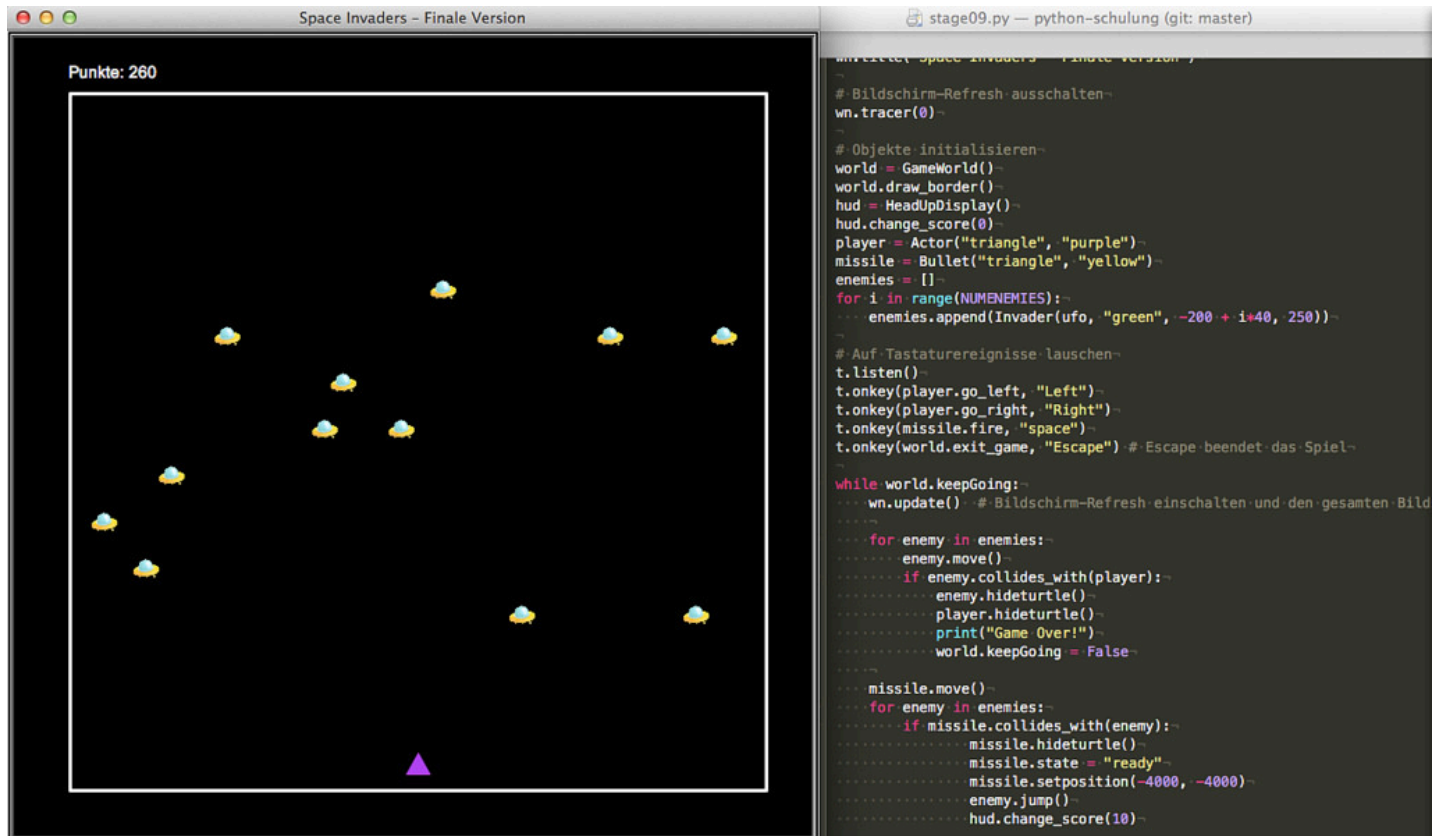 Space Invaders – Finale Version
Punkte: 260
stage09.py — python-schulung (git: master)
wn.title("Space Invaders – Finale Version")
# Bildschirm-Refresh ausschalten
wn.tracer(0)
# Objekte initialisieren
world = GameWorld()
world.draw_border()
hud = HeadUpDisplay()
hud.change_score(0)
player = Actor("triangle", "purple")
missile = Bullet("triangle", "yellow")
enemies = []
for i in range(NUMENEMIES):
    enemies.append(Invader(ufo, "green", -200 + i*40, 250))
# Auf Tastaturereignisse lauschen
t.listen()
t.onkey(player.go_left, "Left")
t.onkey(player.go_right, "Right")
t.onkey(missile.fire, "space")
t.onkey(world.exit_game, "Escape") # Escape beendet das Spiel
while world.keepGoing:
    wn.update()  # Bildschirm-Refresh einschalten und den gesamten Bild
    for enemy in enemies:
        enemy.move()
        if enemy.collides_with(player):
            enemy.hideturtle()
            player.hideturtle()
            print("Game Over!")
            world.keepGoing = False
    missile.move()
    for enemy in enemies:
        if missile.collides_with(enemy):
                missile.hideturtle()
                missile.state = "ready"
                missile.setposition(-4000, -4000)
                enemy.jump()
                hud.change_score(10)